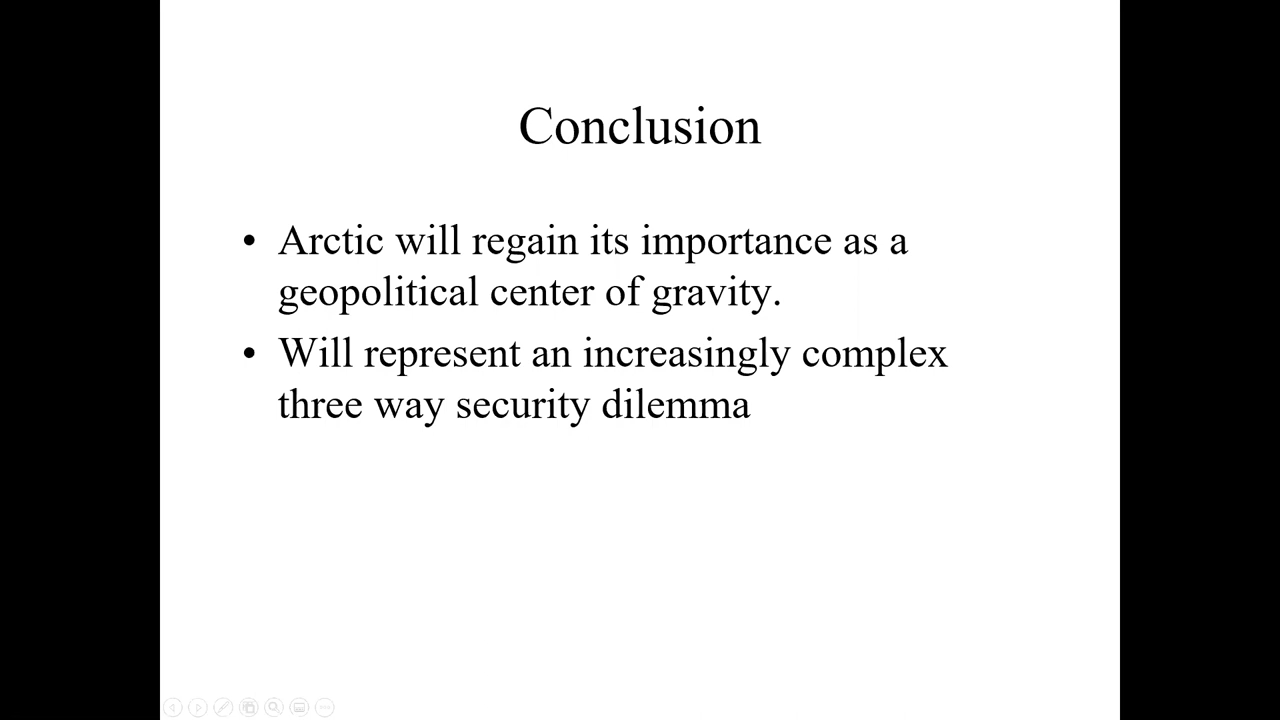 Conclusion
• Arctic will regain its importance as a
geopolitical center of gravity.
• Will represent an increasingly complex
three way security dilemma